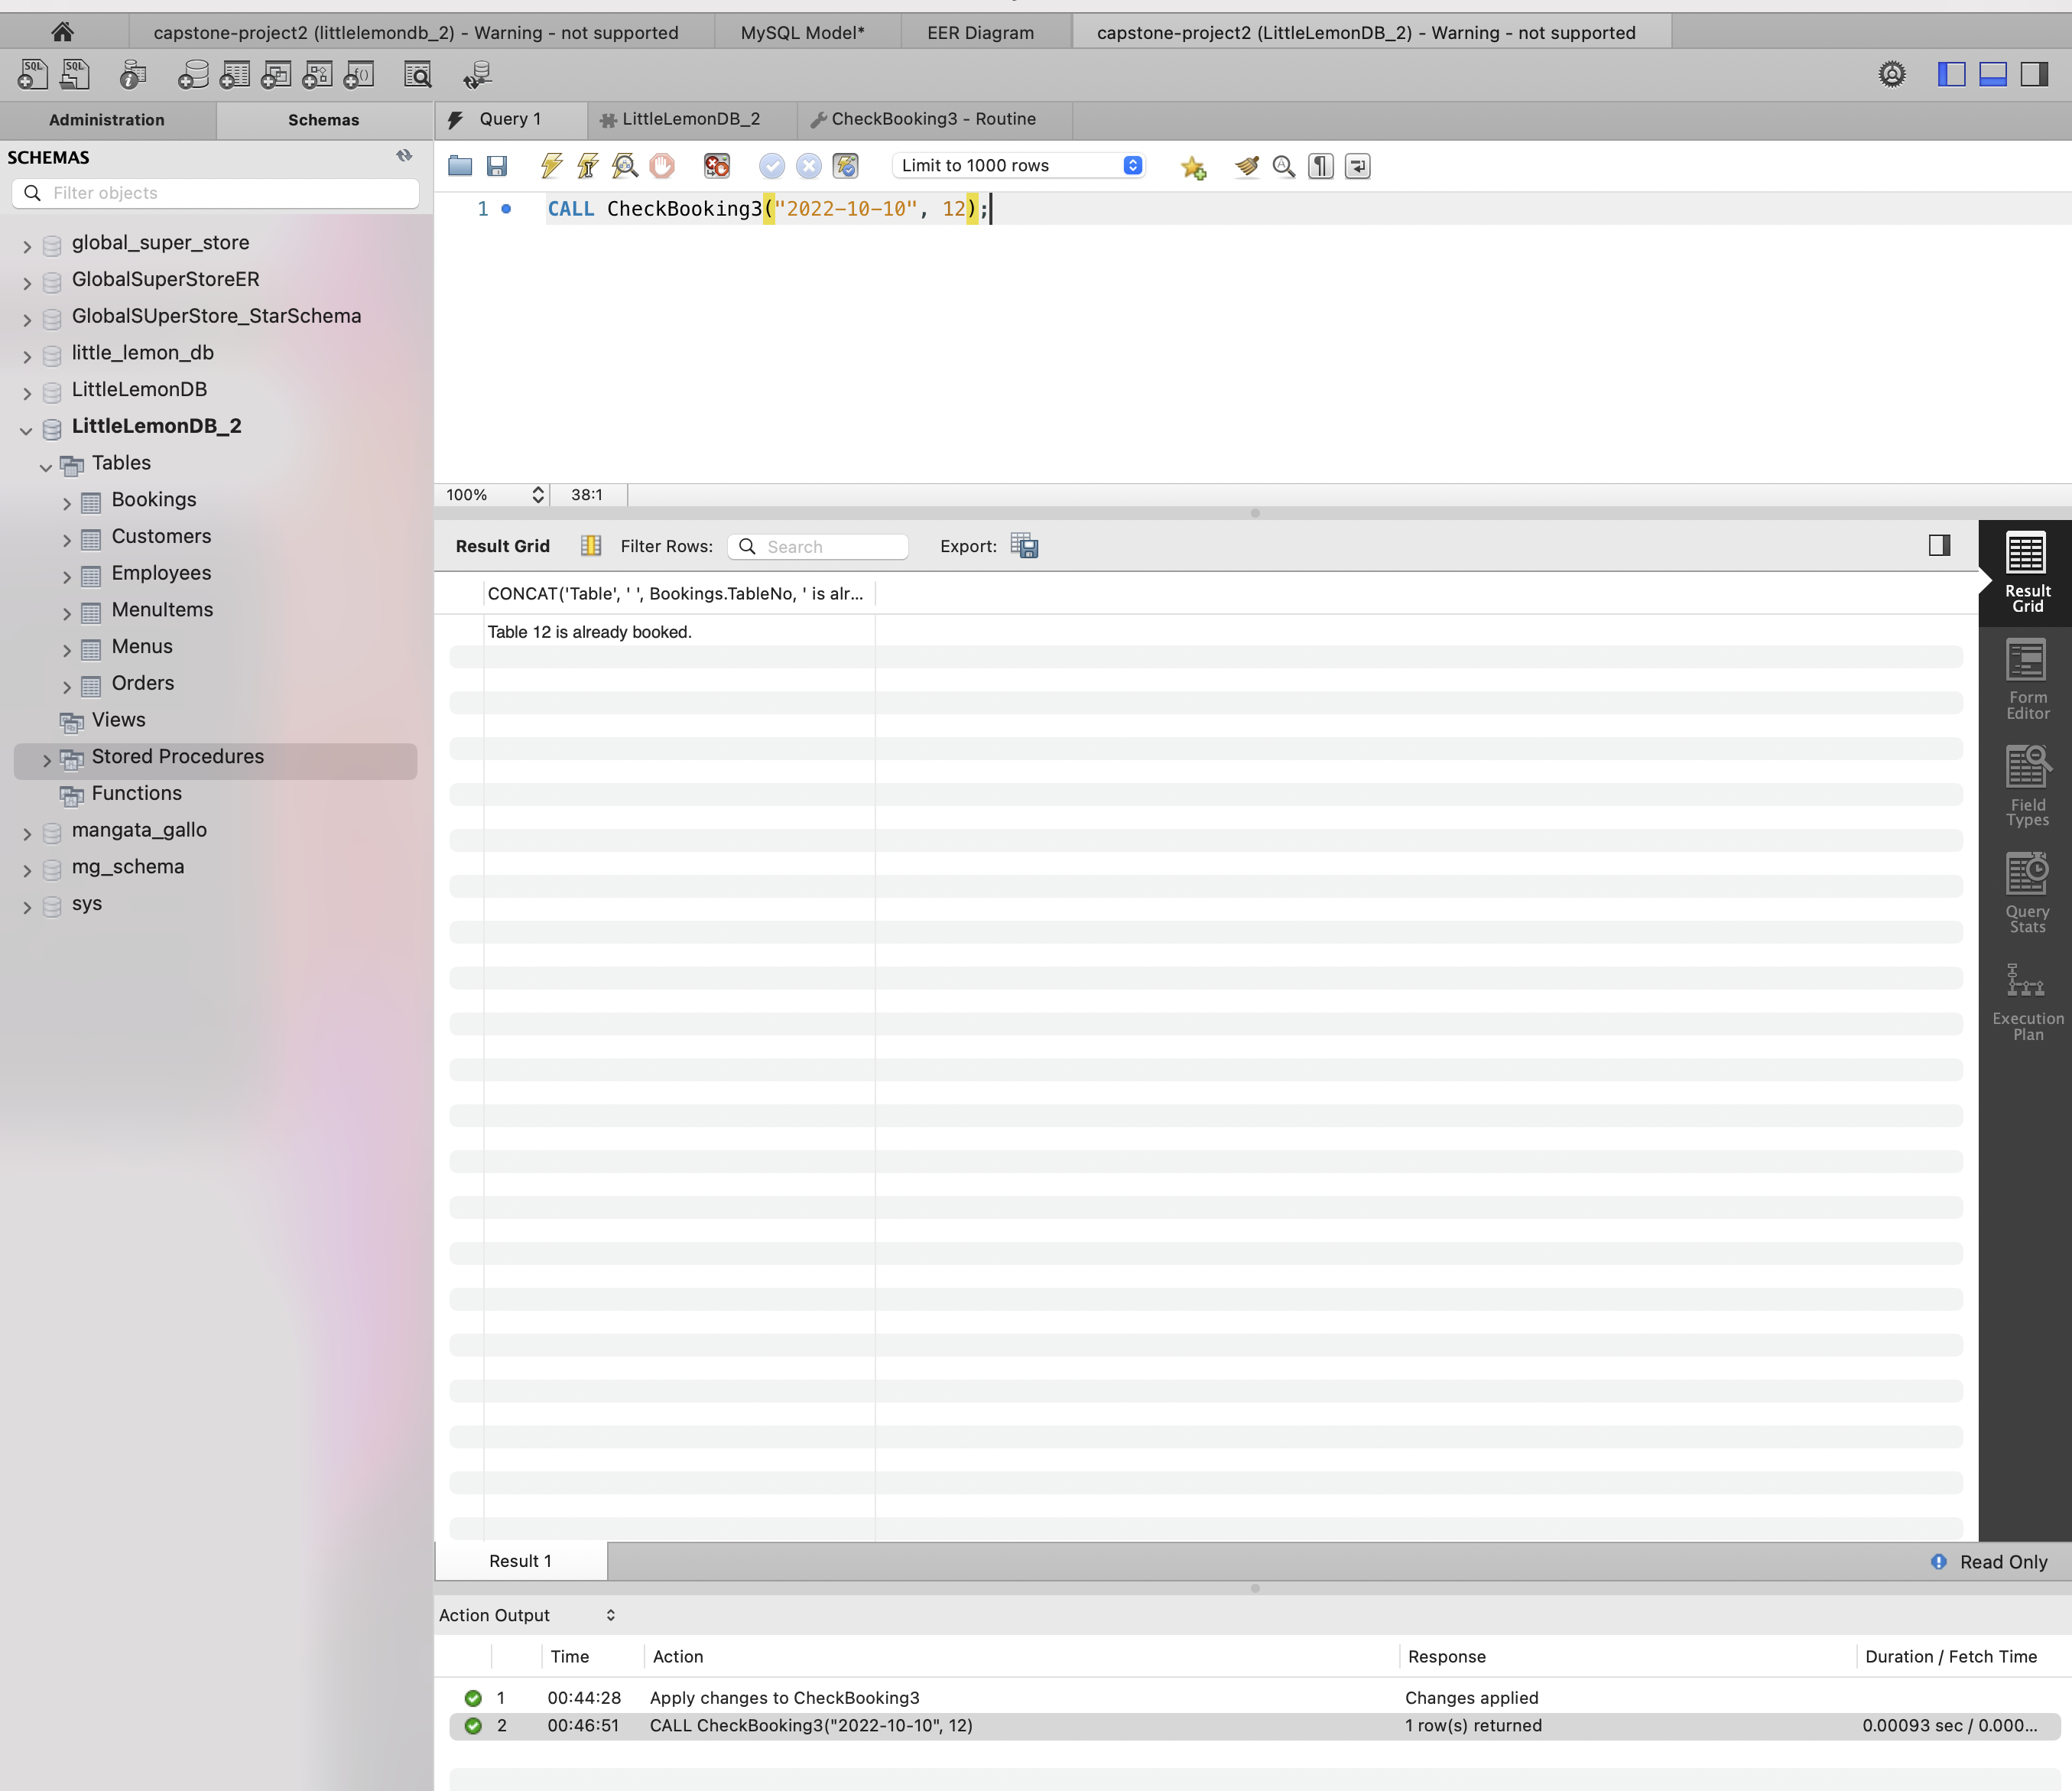 capstone-project2 (littlelemondb_2) - Warning - not supported
MySQL Model*
EER Diagram
capstone-project2 (LittleLemonDB_2) - Warning - not supported
Administration
Schemas
Query 1
LittleLemonDB_2
CheckBooking3 - Routine
SCHEMAS
Filter objects
global_super_store
GlobalSuperStoreER
GlobalSUperStore_StarSchema
little_lemon_db
LittleLemonDB
LittleLemonDB_2
Tables
Bookings
Customers
Employees
MenuItems
Menus
Orders
Views
Stored Procedures
Functions
mangata_gallo
mg_schema
sys
Limit to 1000 rows
1 CALL CheckBooking3("2022-10-10", 12);
100% 38:1
Result Grid Filter Rows: Search Export:
CONCAT('Table', ' ', Bookings.TableNo, ' is alr...
Table 12 is already booked.
Result
Grid
Form
Editor
Field
Types
Query
Stats
Execution
Plan
Result 1
Read Only
Action Output
Time Action Response Duration / Fetch Time
1 00:44:28 Apply changes to CheckBooking3 Changes applied
2 00:46:51 CALL CheckBooking3("2022-10-10", 12) 1 row(s) returned 0.00093 sec / 0.000...